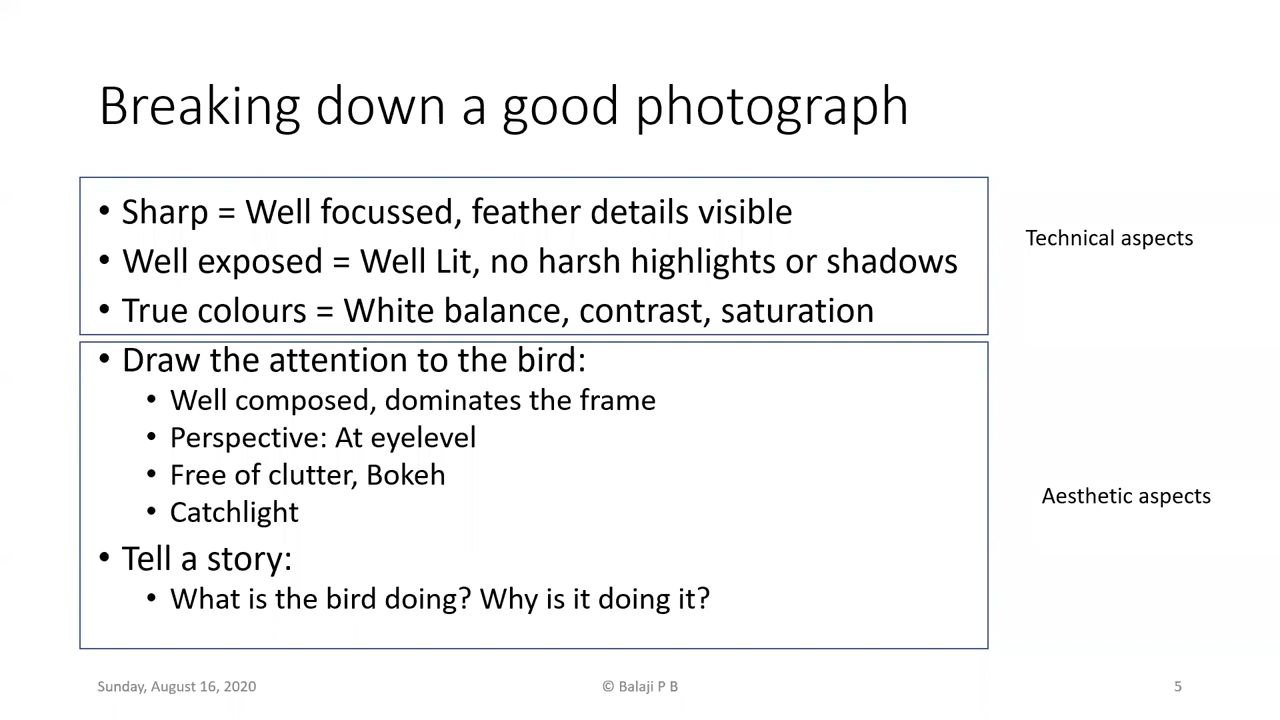 Breaking down a good photograph
• Sharp = Well focussed, feather details visible
• Well exposed = Well Lit, no harsh highlights or shadows
• True colours = White balance, contrast, saturation
Technical aspects
• Draw the attention to the bird:
• Well composed, dominates the frame
• Perspective: At eyelevel
• Free of clutter, Bokeh
• Catchlight
• Tell a story:
• What is the bird doing? Why is it doing it?
Aesthetic aspects
Sunday, August 16, 2020
© Balaji P B
5